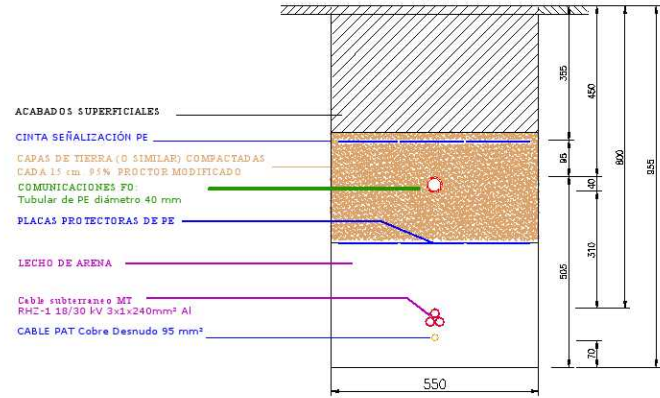 ACABADOS SUPERFICIALES
CINTA SEÑALIZACIÓN PE
CAPAS DE TIERRA (O SIMILAR) COMPACTADAS
CADA 15 cm. 95% PROCTOR MODIFICADO
COMUNICACIONES FO:
Tubular de PE diámetro 40 mm
PLACAS PROTECTORAS DE PE
LECHO DE ARENA
Cable subterraneo MT
RHZ-1 18/30 kV 3x1x240mm² Al
CABLE PAT Cobre Desnudo 95 mm²
355
95
505
450
40
310
70
800
955
550